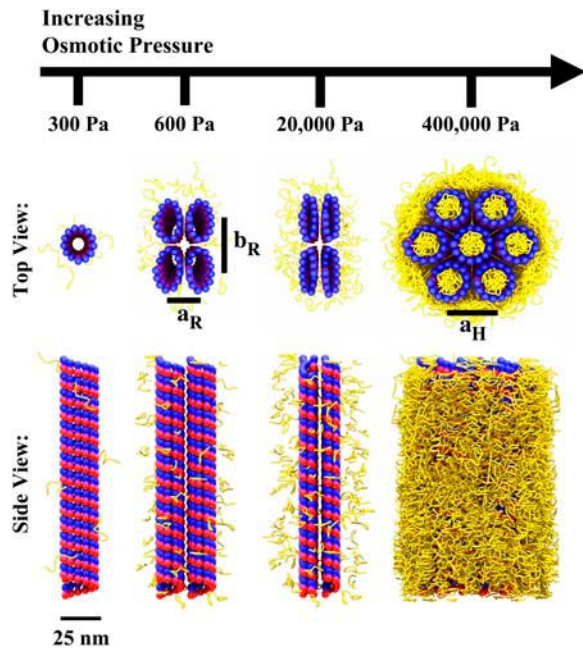 Increasing
Osmotic Pressure
300 Pa 600 Pa 20,000 Pa 400,000 Pa
Top View:
bR
aR
aH
Side View:
25 nm